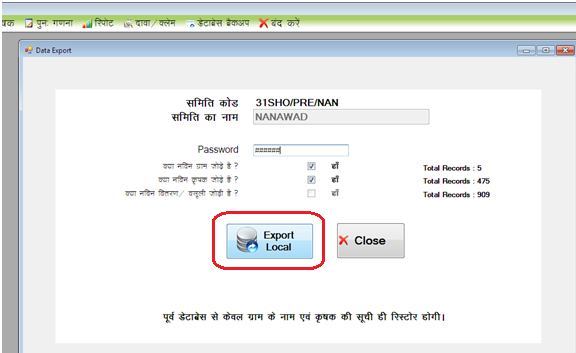 षक पुनः गणना रिपोट दावा/क्लेम डेटाबेस बैकअप बंद करें
Data Export
समिति कोड 31SHO/PRE/NAN
समिति का नाम NANAWAD
Password ######
क्या नविन ग्राम जोड़े है ? हाँ Total Records : 5
क्या नविन कृषक जोड़े है ? हाँ Total Records : 475
क्या नविन वितरण/ वसूली जोड़ी है ? हाँ Total Records : 909
Export
Local
Close
पूर्व डेटाबेस से केवल ग्राम के नाम एवं कृषक की सूची ही रिस्टोर होगी।